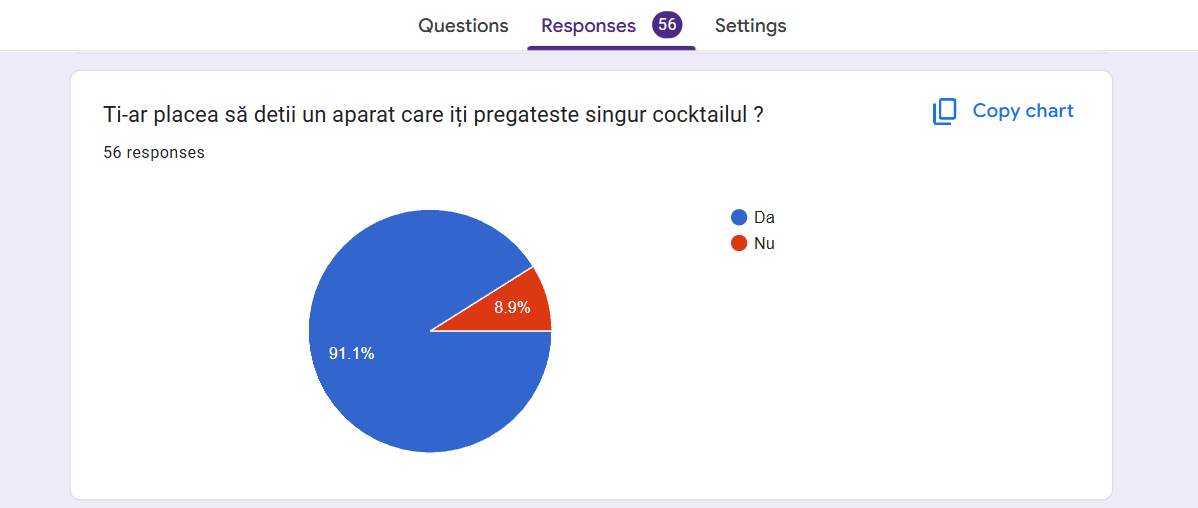 Questions Responses 56 Settings
Ti-ar placea să detii un aparat care iți pregateste singur cocktailul ?
Copy chart
56 responses
Da
Nu
8.9%
91.1%